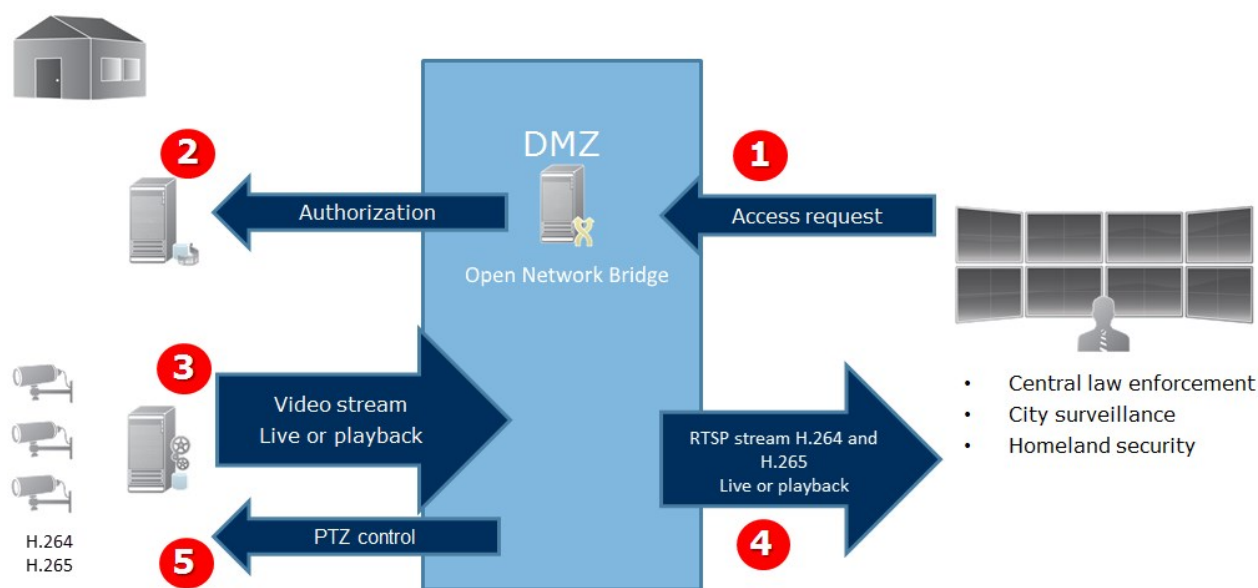 DMZ
1
2
Authorization
Access request
Open Network Bridge
3
Video stream
Live or playback
RTSP stream H.264 and
H.265
Live or playback
• Central law enforcement
• City surveillance
• Homeland security
PTZ control
4
5
H.264
H.265